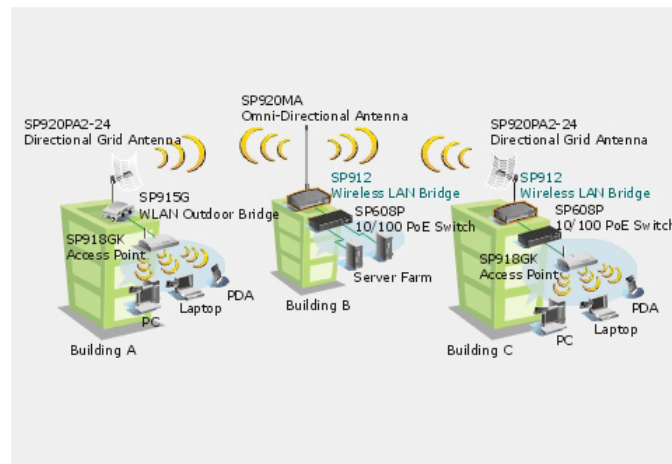 SP920PA2-24
Directional Grid Antenna
SP915G
WLAN Outdoor Bridge
SP918GK
Access Point
PC
Laptop
PDA
Building A
SP920MA
Omni-Directional Antenna
SP912
Wireless LAN Bridge
SP608P
10/100 PoE Switch
Server Farm
Building B
SP920PA2-24
Directional Grid Antenna
SP912
Wireless LAN Bridge
SP608P
10/100 PoE Switch
SP918GK
Access Point
PC
Laptop
PDA
Building C